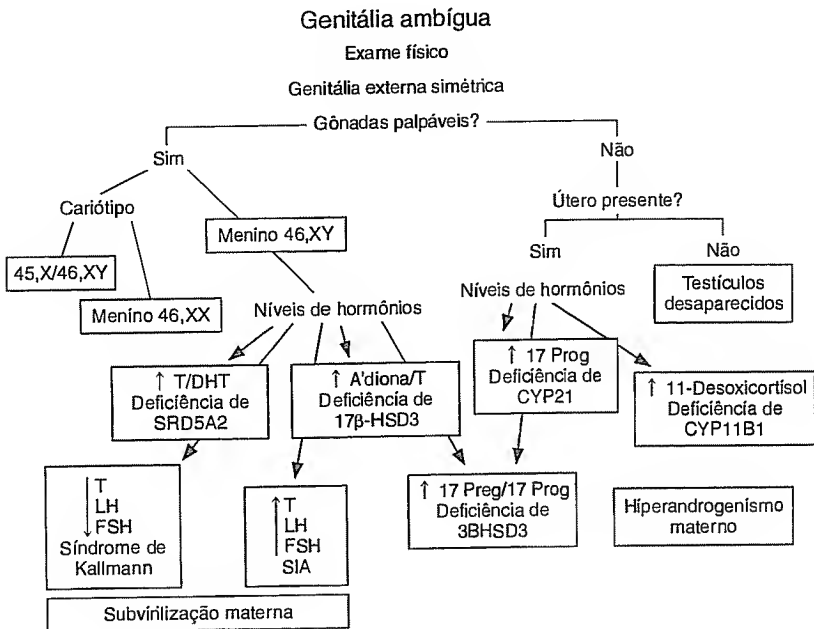 Genitália ambígua
Exame físico
Genitália externa simétrica
Gônadas palpáveis?
Sim
Não
Cariótipo
Útero presente?
Menino 46,XY
45,X/46,XY
Menino 46,XX
Sim
Não
Níveis de hormônios
Níveis de hormônios
Testículos
desaparecidos
↑ T/DHT
Deficiência de
SRD5A2
↑ A'diona/T
Deficiência de
17β-HSD3
↑ 17 Prog
Deficiência de
CYP21
↑ 11-Desoxicortisol
Deficiência de
CYP11B1
↓ T
LH
FSH
Síndrome de
Kallmann
↑ T
LH
FSH
SIA
↑ 17 Preg/17 Prog
Deficiência de
3BHSD3
Hiperandrogenismo
materno
Subvirilização materna